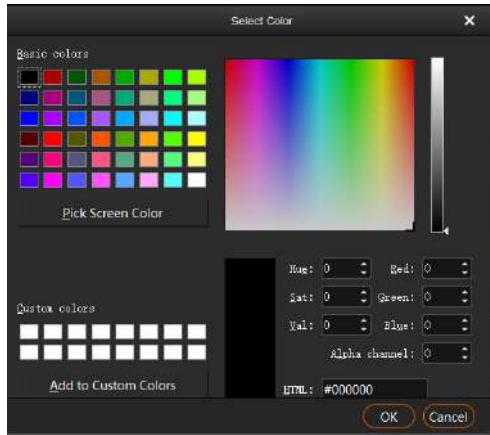 Select Color
Basic colors
Pick Screen Color
Hue: 0 Red: 0
Sat: 0 Green: 0
Custom colors
Val: 0 Blue: 0
Alpha channel: 0
Add to Custom Colors
HTML: #000000
OK Cancel